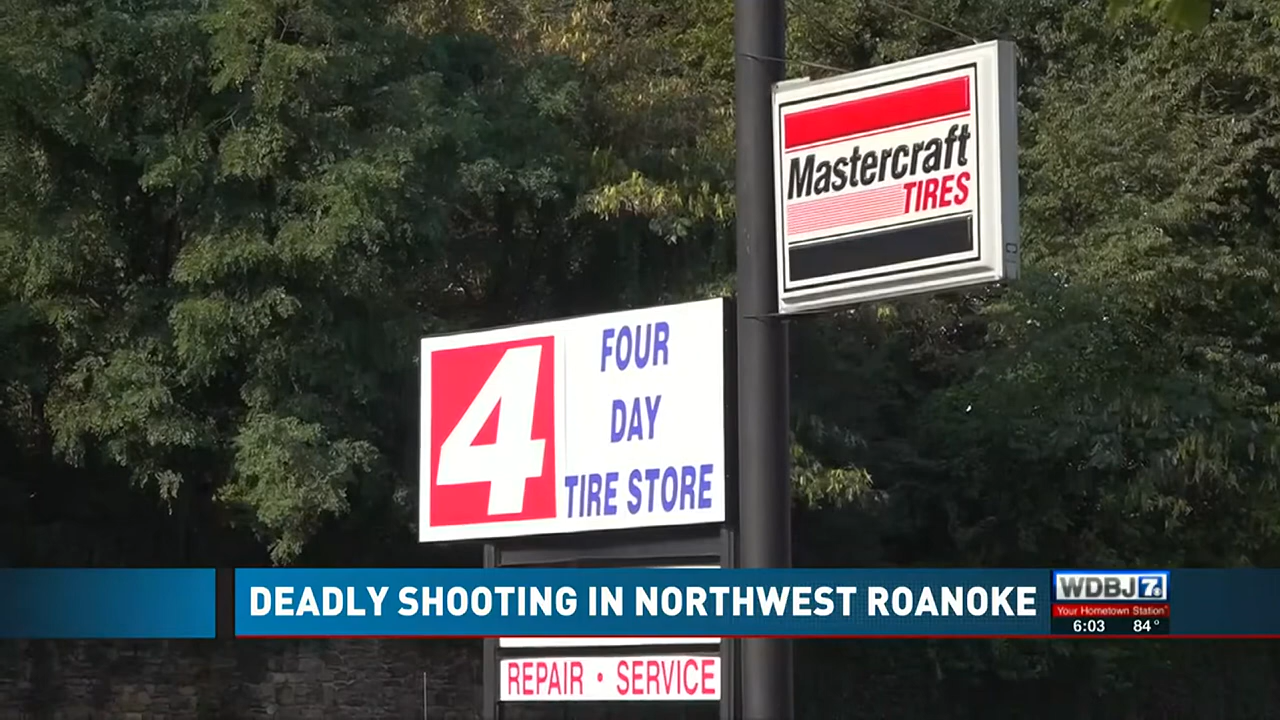 Mastercraft
TIRES
4
FOUR
DAY
TIRE STORE
DEADLY SHOOTING IN NORTHWEST ROANOKE
WDBJ7
Your Hometown Station
6:03 84°
REPAIR • SERVICE